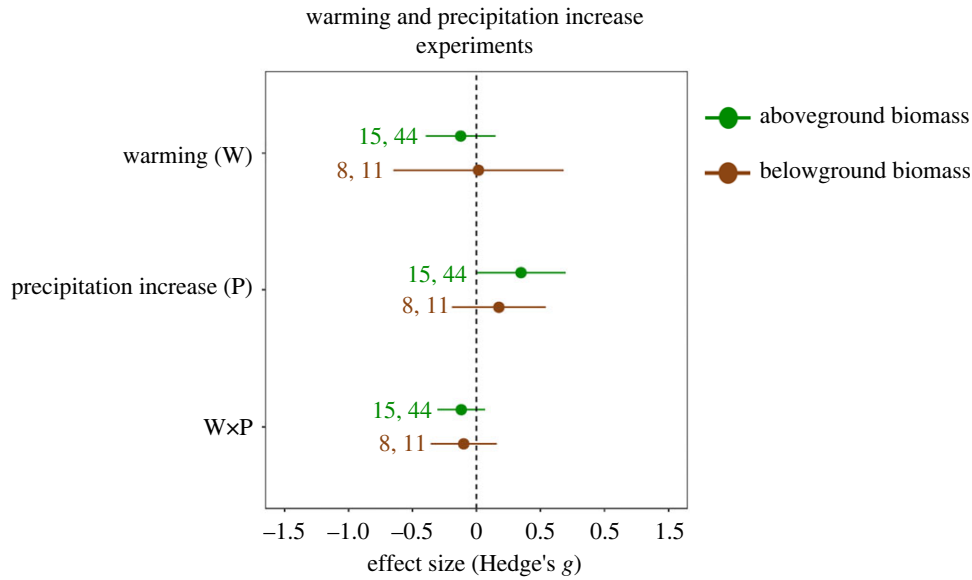 warming and precipitation increase
experiments
aboveground biomass
belowground biomass
warming (W)
15, 44
8, 11
precipitation increase (P)
15, 44
8, 11
W×P
15, 44
8, 11
–1.5 –1.0 –0.5 0 0.5 0.5 1.5
effect size (Hedge's g)